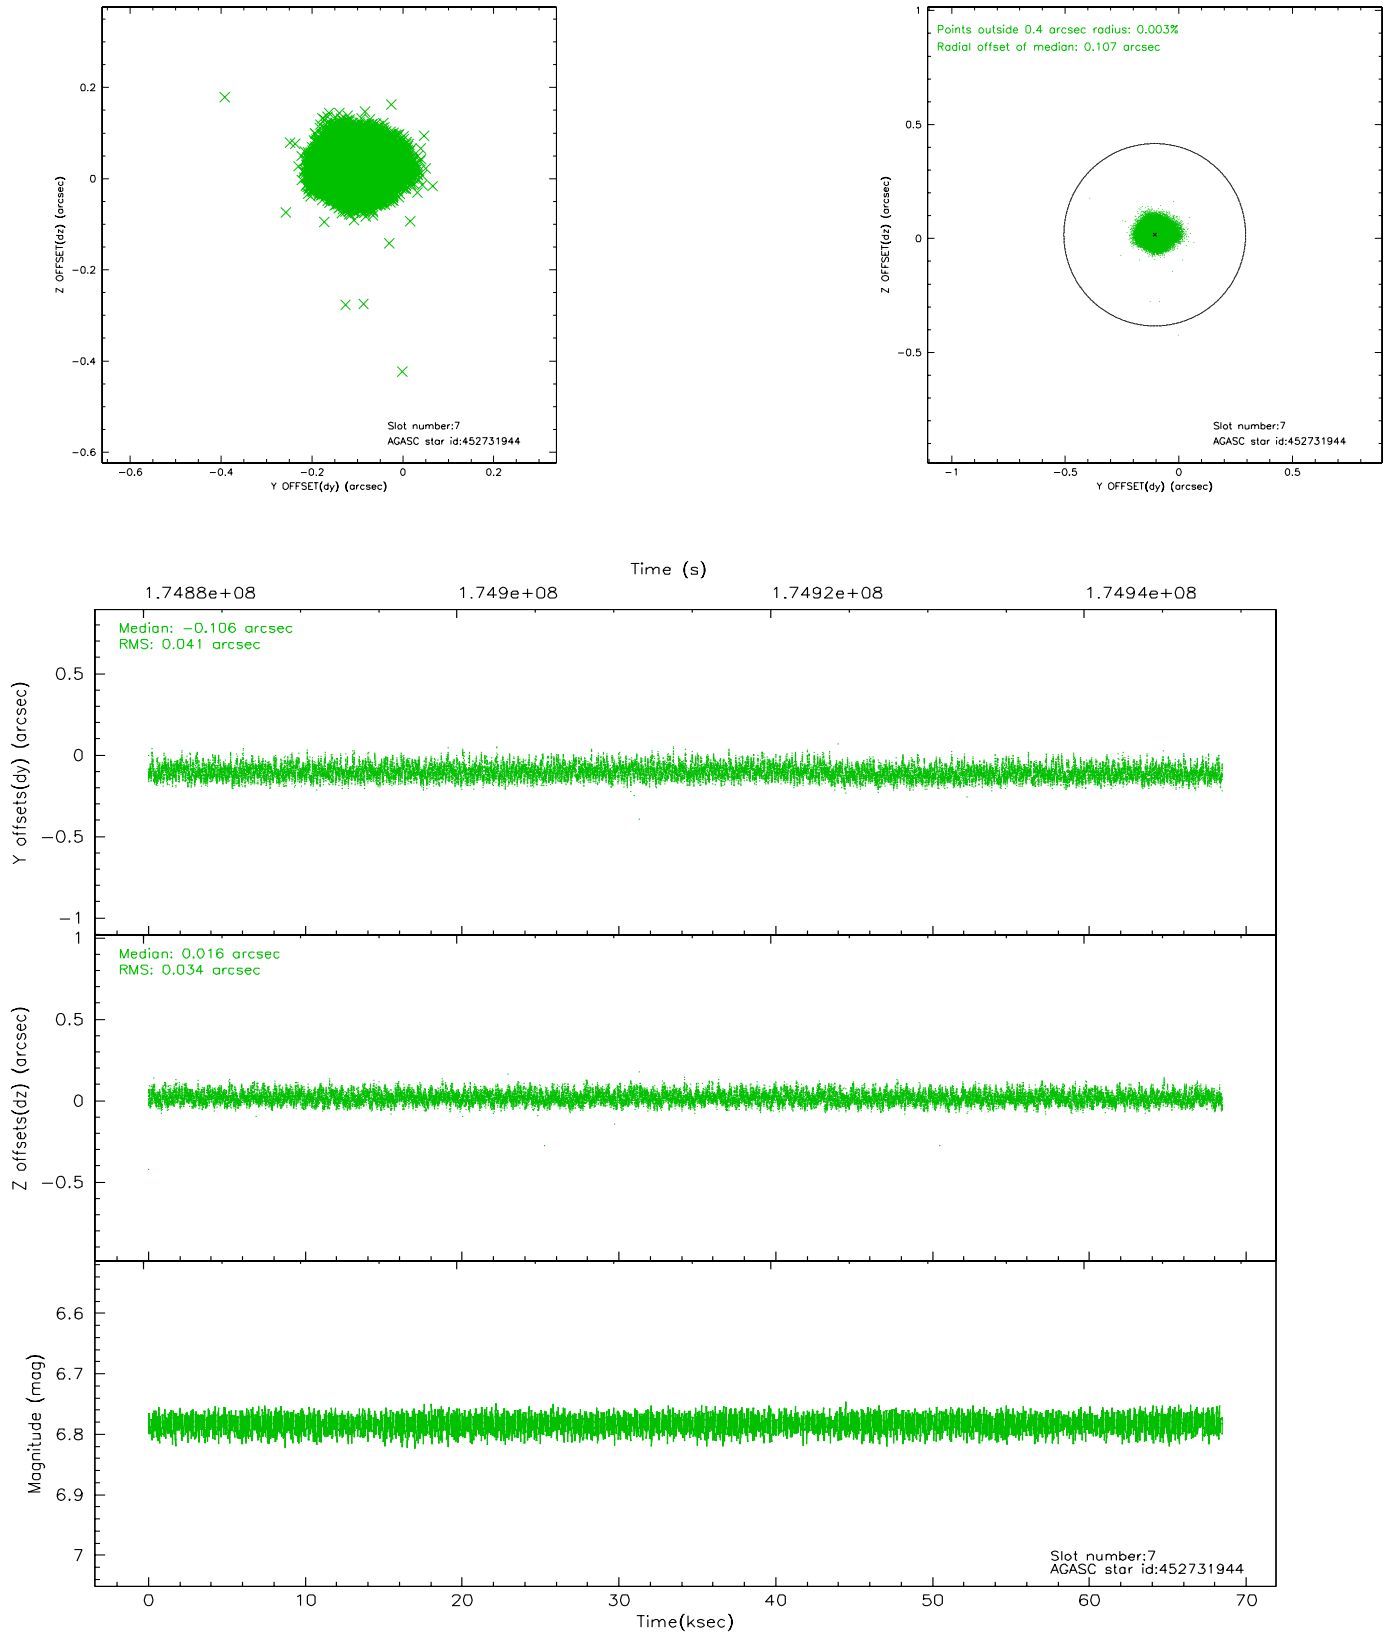 0.2
0
−0.2
−0.4
−0.6
Z OFFSET(dz) (arcsec)
Slot number:7
AGASC star id:452731944
−0.6 −0.4 −0.2 0 0.2
Y OFFSET(dy) (arcsec)
Points outside 0.4 arcsec radius: 0.003%
Radial offset of median: 0.107 arcsec
1
0.5
0
−0.5
Z OFFSET(dz) (arcsec)
Slot number:7
AGASC star id:452731944
−1 −0.5 0 0.5
Y OFFSET(dy) (arcsec)
Time (s)
1.7488e+08 1.749e+08 1.7492e+08 1.7494e+08
Median: −0.106 arcsec
RMS: 0.041 arcsec
0.5
0
−0.5
−1
Y offsets(dy) (arcsec)
Median: 0.016 arcsec
RMS: 0.034 arcsec
1
0.5
0
−0.5
Z offsets(dz) (arcsec)
6.6
6.7
6.8
6.9
7
Magnitude (mag)
Slot number:7
AGASC star id:452731944
0 10 20 30 40 50 60 70
Time(ksec)